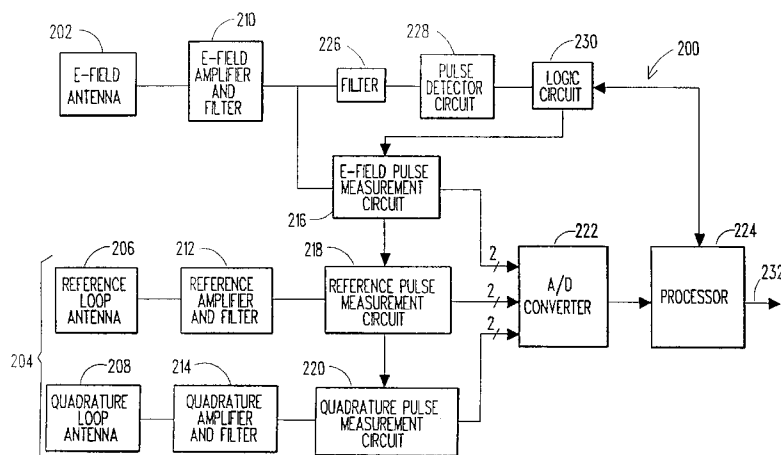 202
E-FIELD
ANTENNA
210
E-FIELD
AMPLIFIER
AND
FILTER
226
FILTER
228
PULSE
DETECTOR
CIRCUIT
230
LOGIC
CIRCUIT
200
E-FIELD PULSE
MEASUREMENT
CIRCUIT
216
204
206
REFERENCE
LOOP
ANTENNA
212
REFERENCE
AMPLIFIER
AND FILTER
218
REFERENCE PULSE
MEASUREMENT
CIRCUIT
2
2
2
222
A/D
CONVERTER
224
PROCESSOR
232
208
QUADRATURE
LOOP
ANTENNA
214
QUADRATURE
AMPLIFIER
AND FILTER
220
QUADRATURE PULSE
MEASUREMENT
CIRCUIT